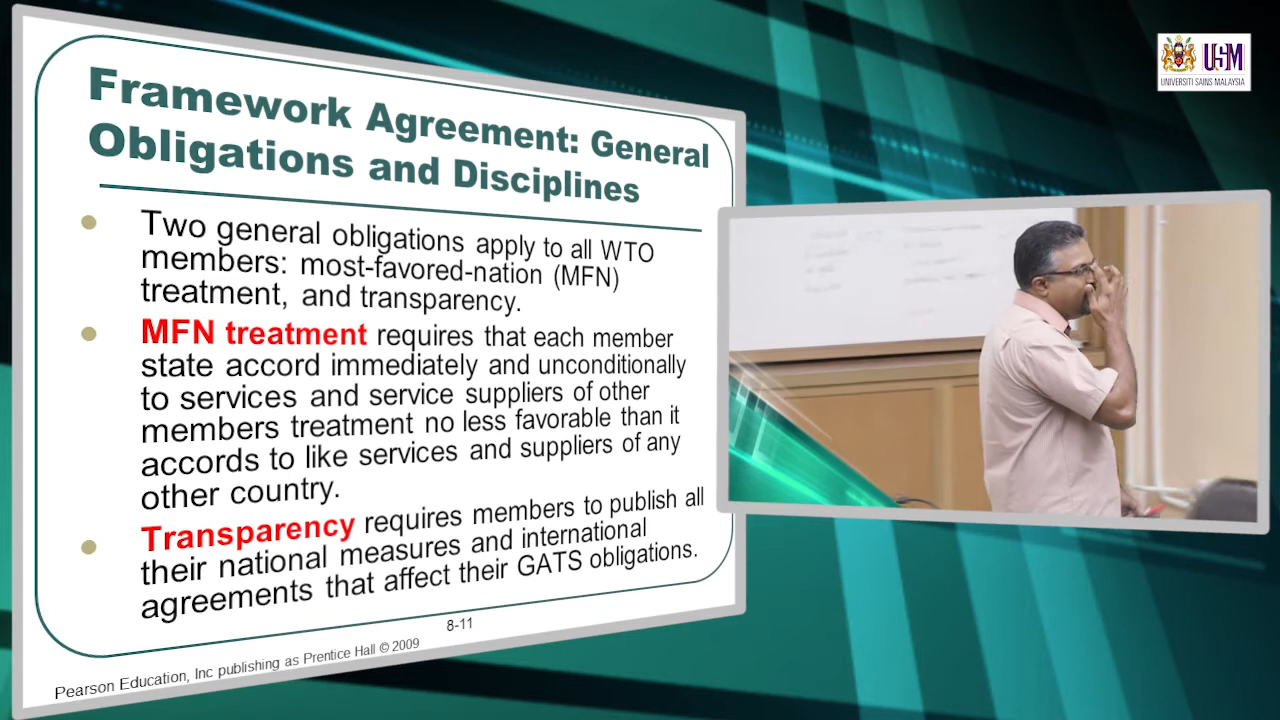 Framework Agreement: General
Obligations and Disciplines
Two general obligations apply to all WTO
members: most-favored-nation (MFN)
treatment, and transparency.
MFN treatment requires that each member
state accord immediately and unconditionally
to services and service suppliers of other
members treatment no less favorable than it
accords to like services and suppliers of any
other country.
Transparency requires members to publish all
their national measures and international
agreements that affect their GATS obligations.
8-11
Pearson Education, Inc publishing as Prentice Hall © 2009
USM
UNIVERSITI SAINS MALAYSIA